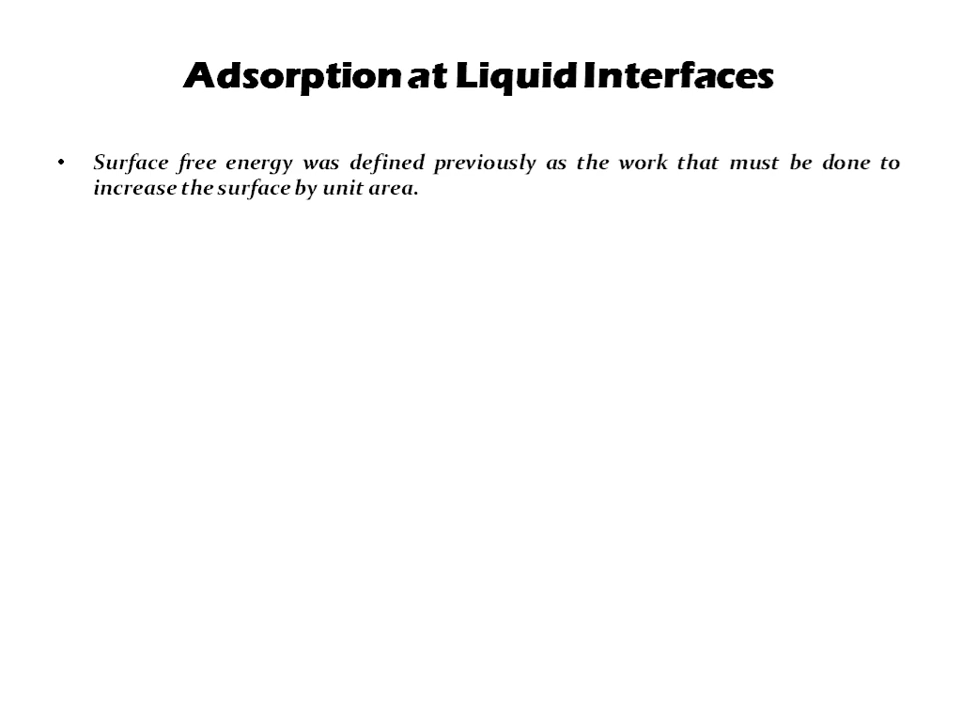 Adsorption at Liquid Interfaces
• Surface free energy was defined previously as the work that must be done to
increase the surface by unit area.